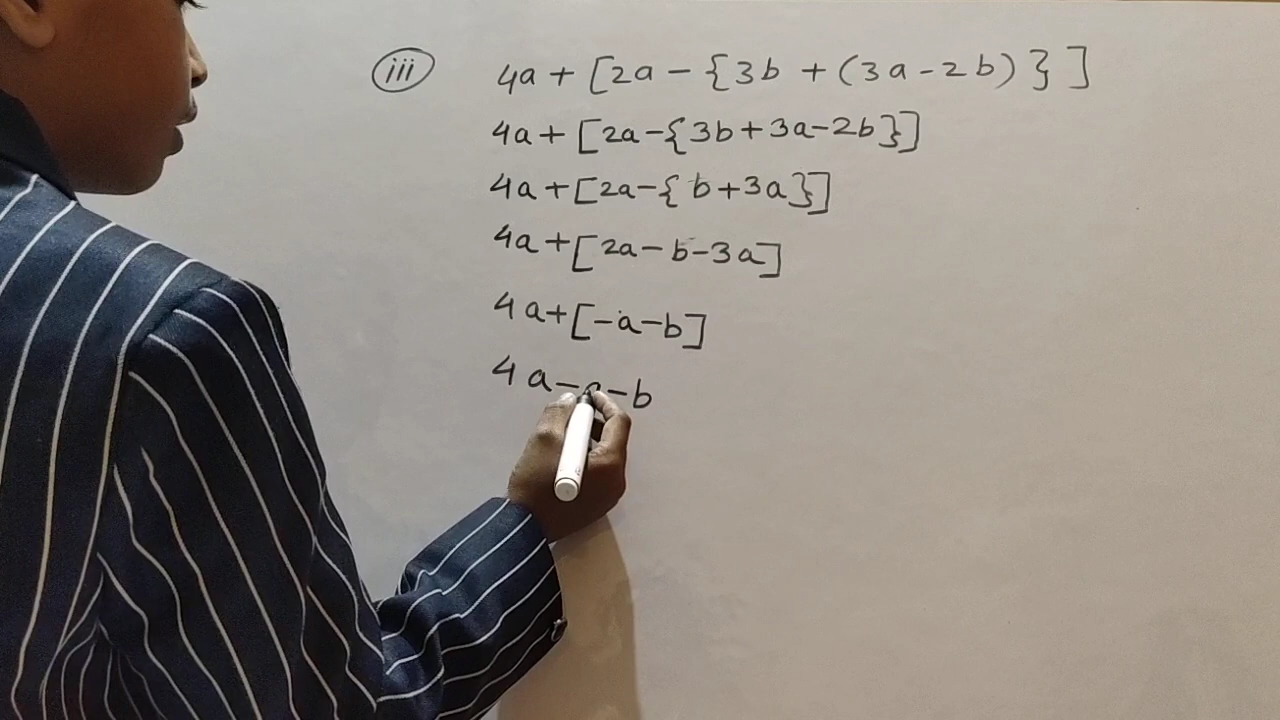 iii 4a + [2a - {3b + (3a - 2b)}]
4a + [2a - {3b + 3a - 2b}]
4a + [2a - {b + 3a}]
4a + [2a - b - 3a]
4a + [-a - b]
4a - a - b